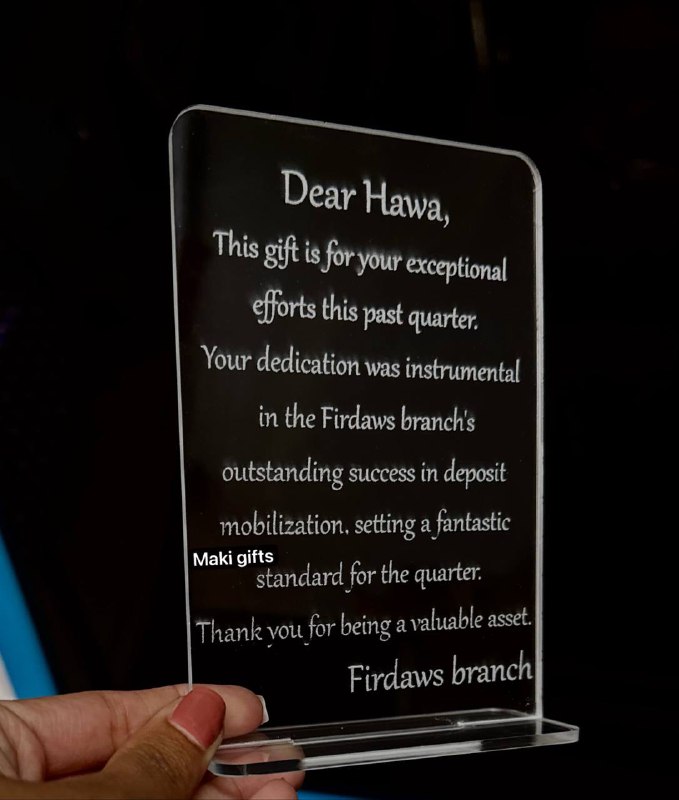 Dear Hawa,
This gift is for your exceptional
efforts this past quarter.
Your dedication was instrumental
in the Firdaws branch's
outstanding success in deposit
mobilization. setting a fantastic
Maki gifts
standard for the quarter.
Thank you for being a valuable asset.
Firdaws branch